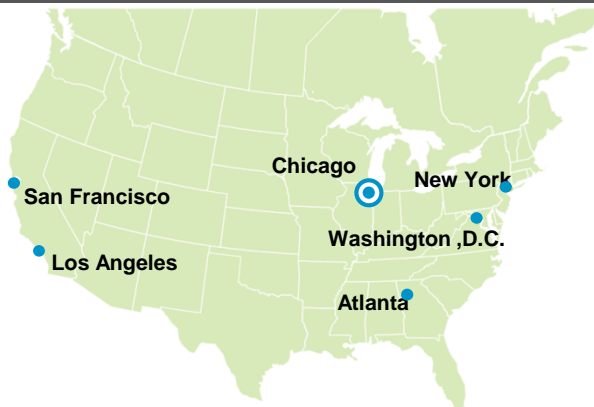 Chicago
New York
San Francisco
Washington ,D.C.
Los Angeles
Atlanta